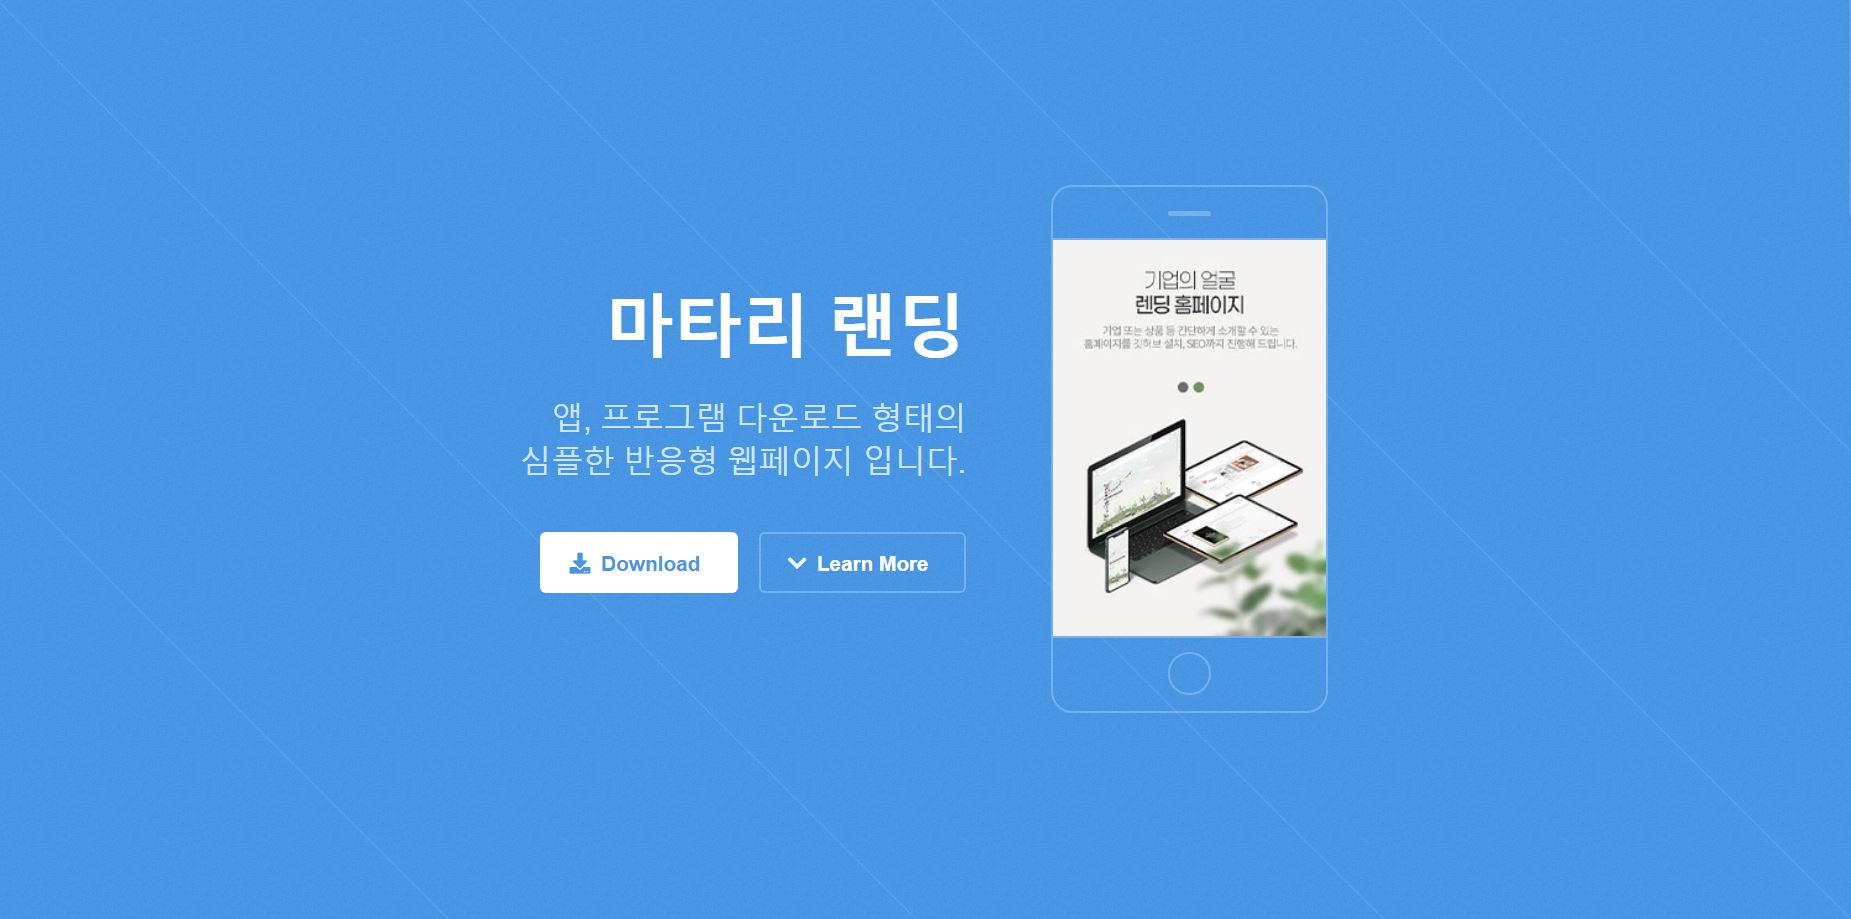 마타리 랜딩
앱, 프로그램 다운로드 형태의
심플한 반응형 웹페이지 입니다.
Download
Learn More
기업의 얼굴
렌딩 홈페이지
기업 또는 상품 등 간단하게 소개할 수 있는
홈페이지를 깃허브 설치, SEO까지 진행해 드립니다.